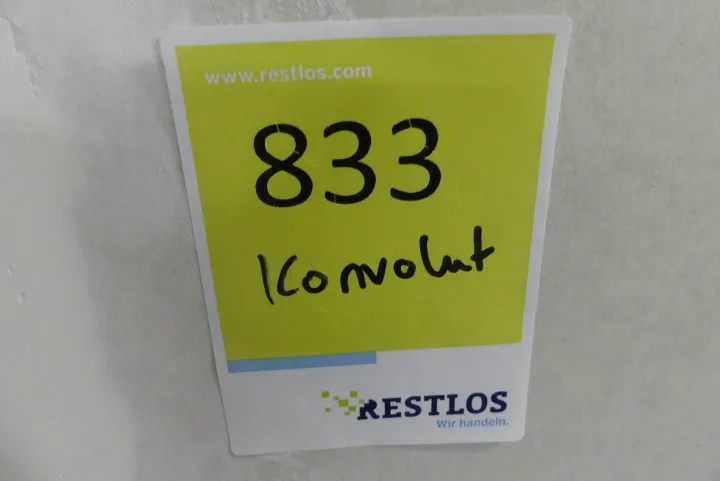 www.restlos.com
833
Konvolut
RESTLOS
Wir handeln.